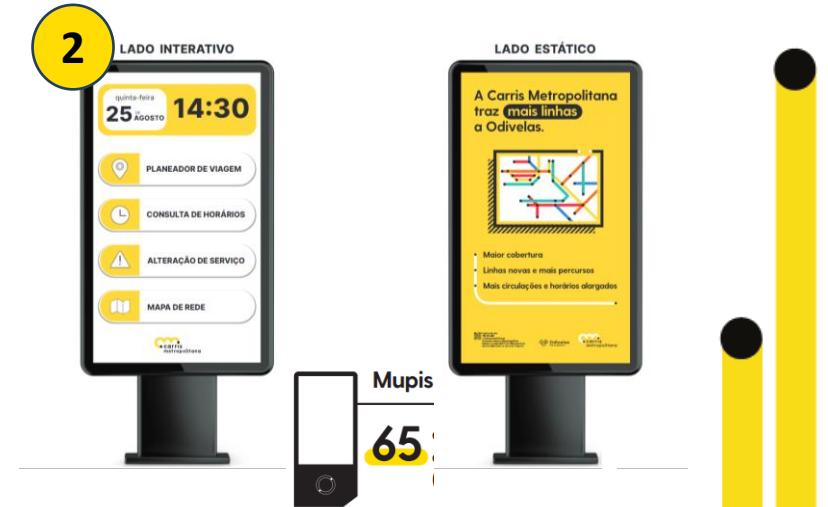 2
LADO INTERATIVO
quinta-feira
25 DE AGOSTO
14:30
PLANEADOR DE VIAGEM
CONSULTA DE HORÁRIOS
ALTERAÇÃO DE SERVIÇO
MAPA DE REDE
carris
metropolitana
Mupis
65
LADO ESTÁTICO
A Carris Metropolitana
traz mais linhas
a Odivelas.
Maior cobertura
Linhas novas e mais percursos
Mais circulações e horários alargados
Odivelas
carris
metropolitana